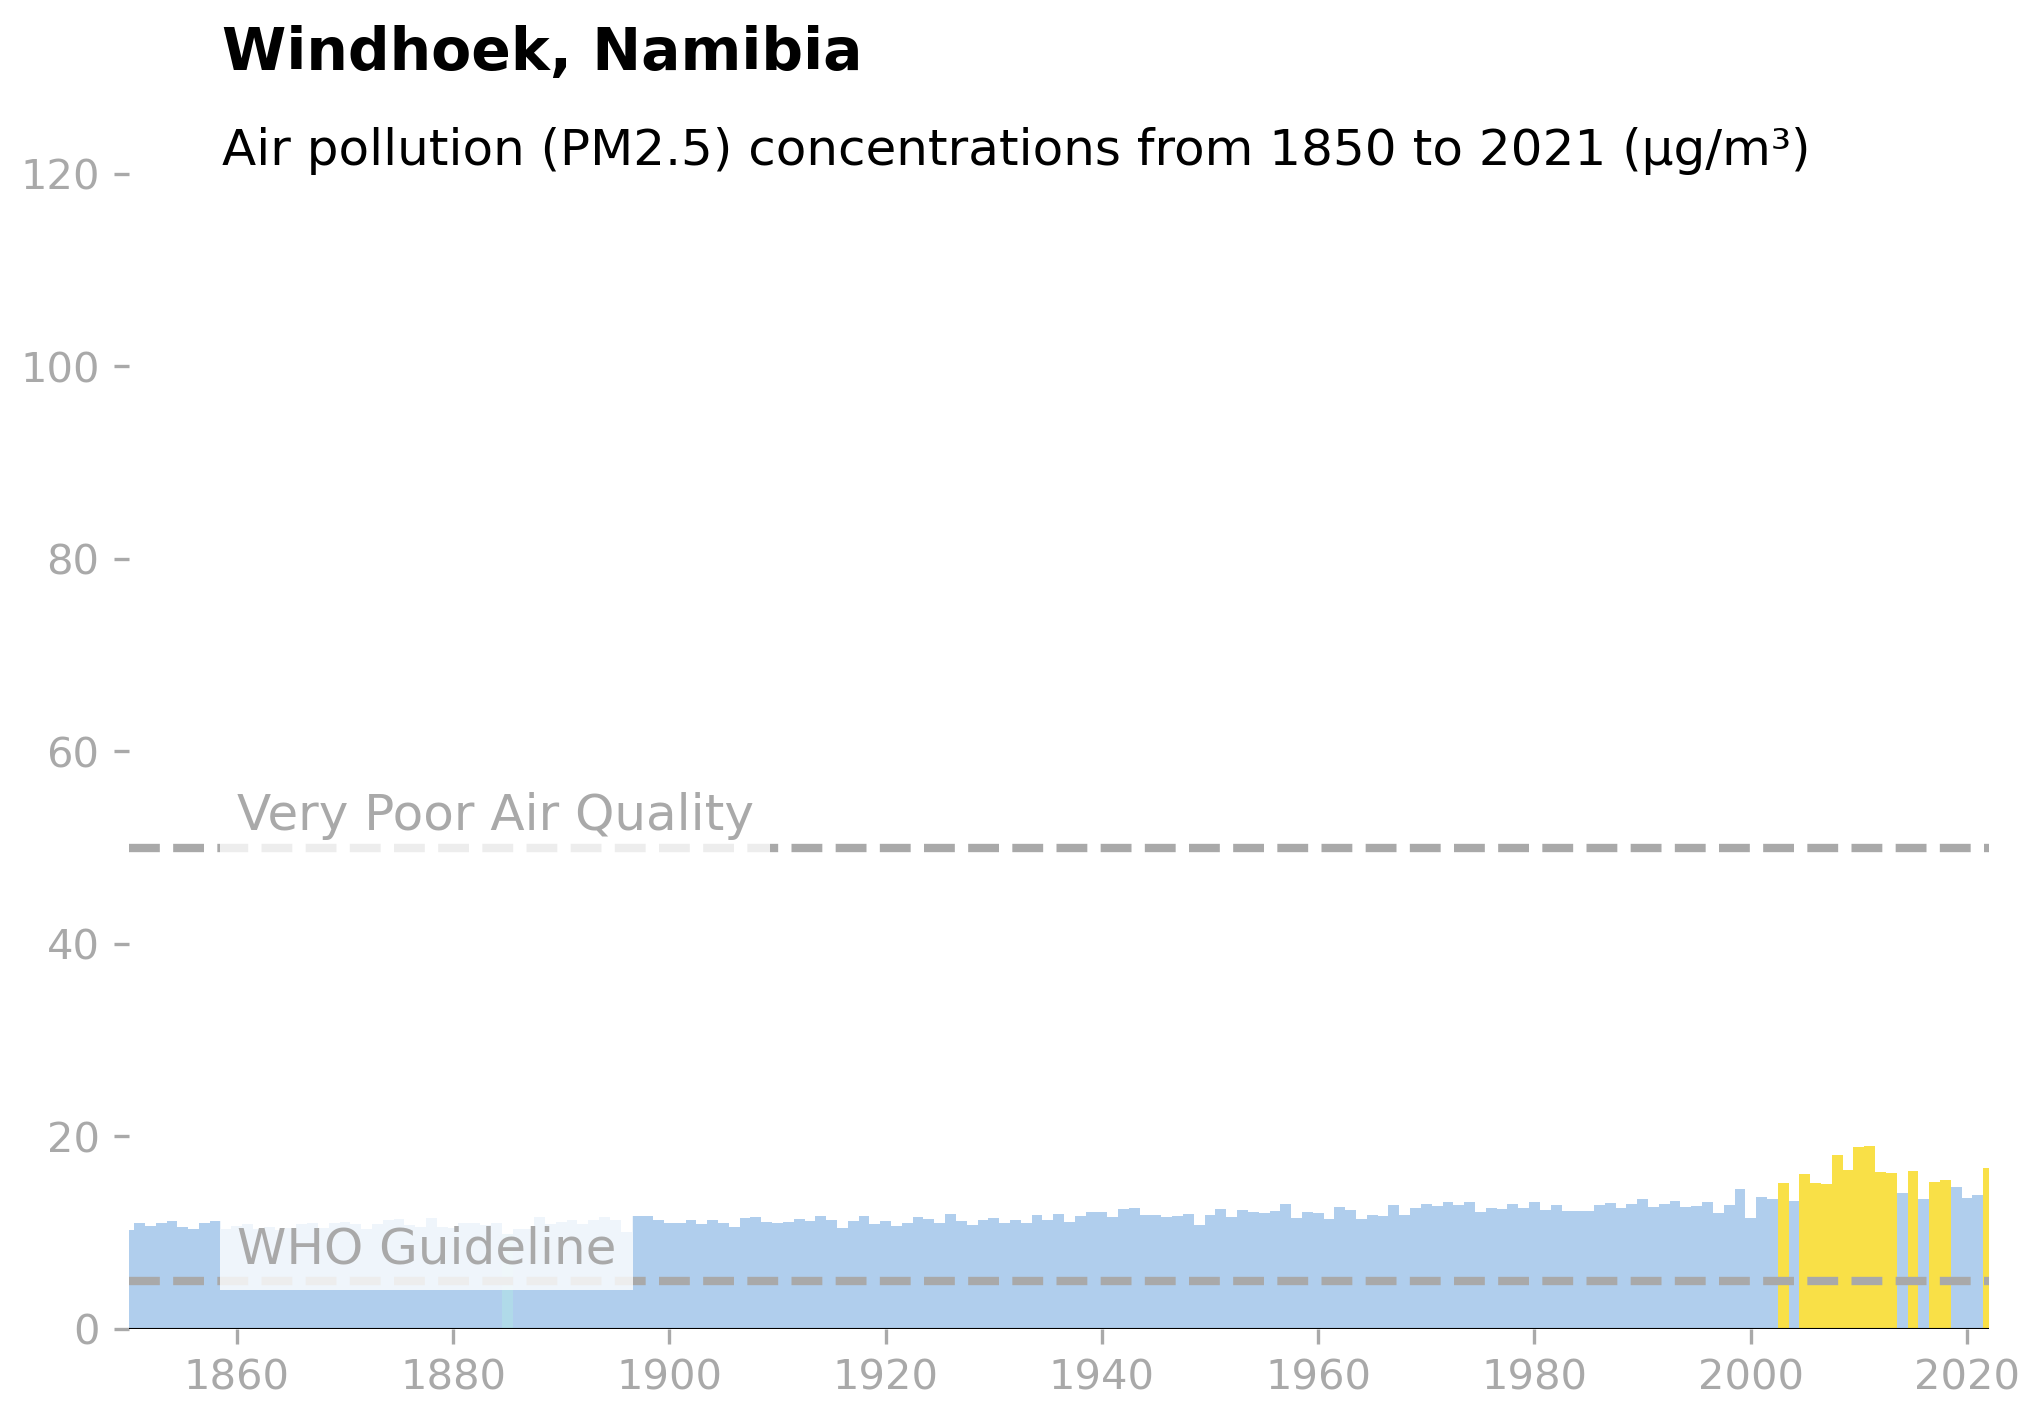 Windhoek, Namibia
Air pollution (PM2.5) concentrations from 1850 to 2021 (µg/m³)
120
100
80
60
Very Poor Air Quality
40
20
WHO Guideline
0
1860 1880 1900 1920 1940 1960 1980 2000 2020